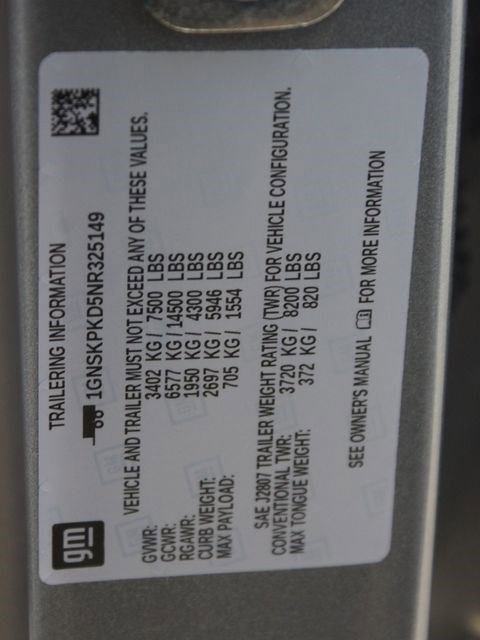 gm
TRAILERING INFORMATION
1GNSKPKD5NR325149
VEHICLE AND TRAILER MUST NOT EXCEED ANY OF THESE VALUES.
GVWR: 3402 KG / 7500 LBS
GCWR: 6577 KG / 14500 LBS
RGAWR: 1950 KG / 4300 LBS
CURB WEIGHT: 2697 KG / 5946 LBS
MAX PAYLOAD: 705 KG / 1554 LBS
SAE J2807 TRAILER WEIGHT RATING (TWR) FOR VEHICLE CONFIGURATION.
CONVENTIONAL TWR: 3720 KG / 8200 LBS
MAX TONGUE WEIGHT: 372 KG / 820 LBS
SEE OWNER'S MANUAL FOR MORE INFORMATION